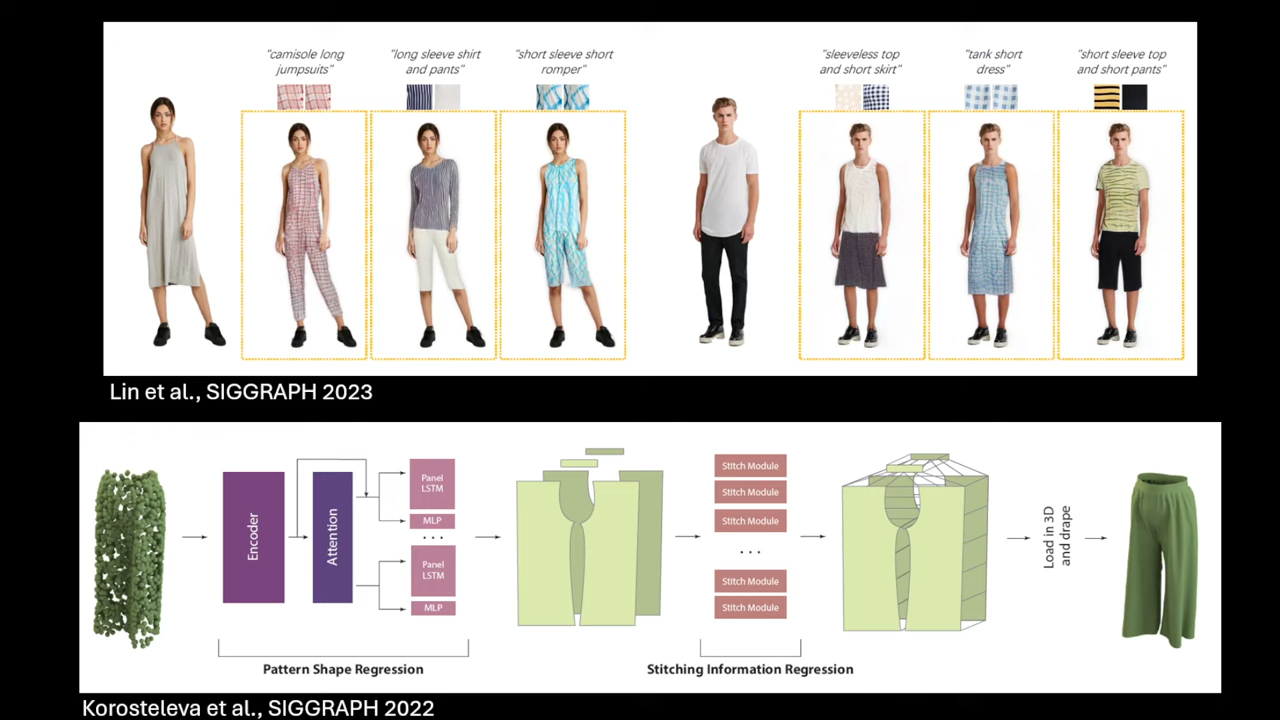 "camisole long
jumpsuits"
"long sleeve shirt
and pants"
"short sleeve short
romper"
"sleeveless top
and short skirt"
"tank short
dress"
"short sleeve top
and short pants"
Lin et al., SIGGRAPH 2023
Encoder
Attention
Panel
LSTM
MLP
. . .
Panel
LSTM
MLP
Pattern Shape Regression
Stitch Module
Stitch Module
Stitch Module
. . .
Stitch Module
Stitch Module
Stitching Information Regression
Load in 3D
and drape
Korosteleva et al., SIGGRAPH 2022